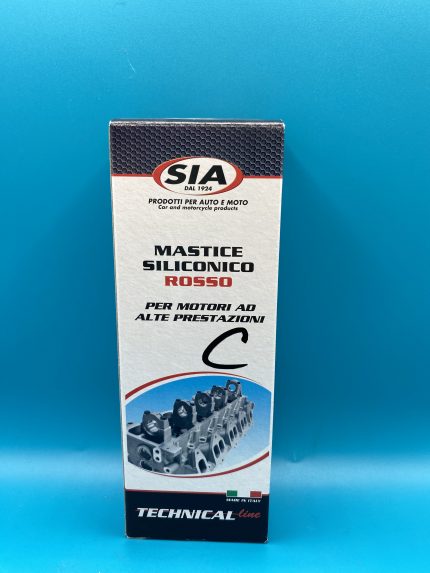 SIA
DAL 1924
PRODOTTI PER AUTO E MOTO
Car and motorcycle products
MASTICE
SILICONICO
ROSSO
PER MOTORI AD
ALTE PRESTAZIONI
C
MADE IN ITALY
TECHNICAL line